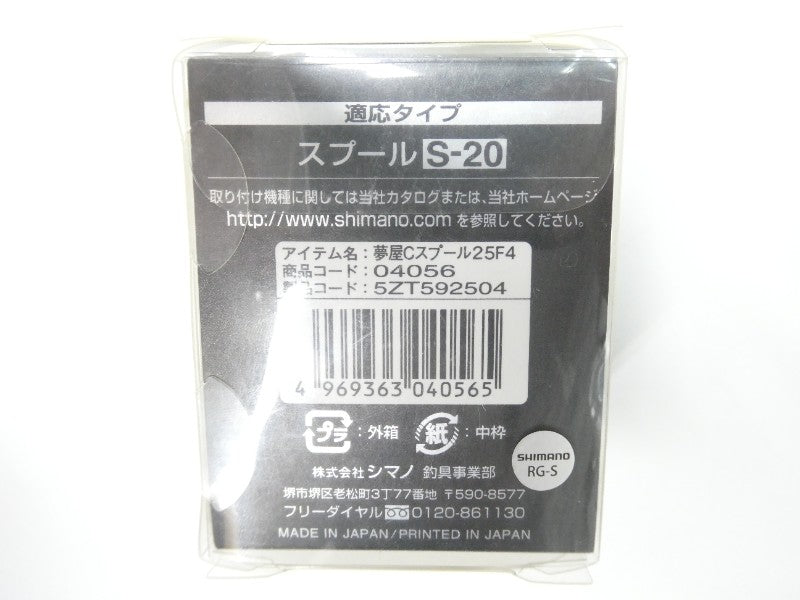 適応タイプ
スプール S-20
取り付け機種に関しては当社カタログまたは、当社ホームページ
http://www.shimano.com を参照してください。
アイテム名：夢屋Cスプール25F4
商品コード：04056
製品コード：5ZT592504
4 969363 040565
プラ：外箱 紙：中枠
SHIMANO
RG-S
株式会社シマノ 釣具事業部
堺市堺区老松町3丁77番地 〒590-8577
フリーダイヤル 0120-861130
MADE IN JAPAN/PRINTED IN JAPAN